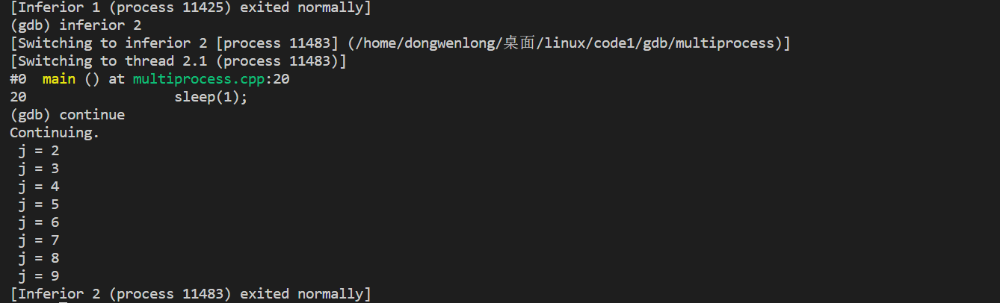 [Inferior 1 (process 11425) exited normally]
(gdb) inferior 2
[Switching to inferior 2 [process 11483] (/home/dongwenlong/桌面/linux/code1/gdb/multiprocess)]
[Switching to thread 2.1 (process 11483)]
#0  main () at multiprocess.cpp:20
20                  sleep(1);
(gdb) continue
Continuing.
 j = 2
 j = 3
 j = 4
 j = 5
 j = 6
 j = 7
 j = 8
 j = 9
[Inferior 2 (process 11483) exited normally]